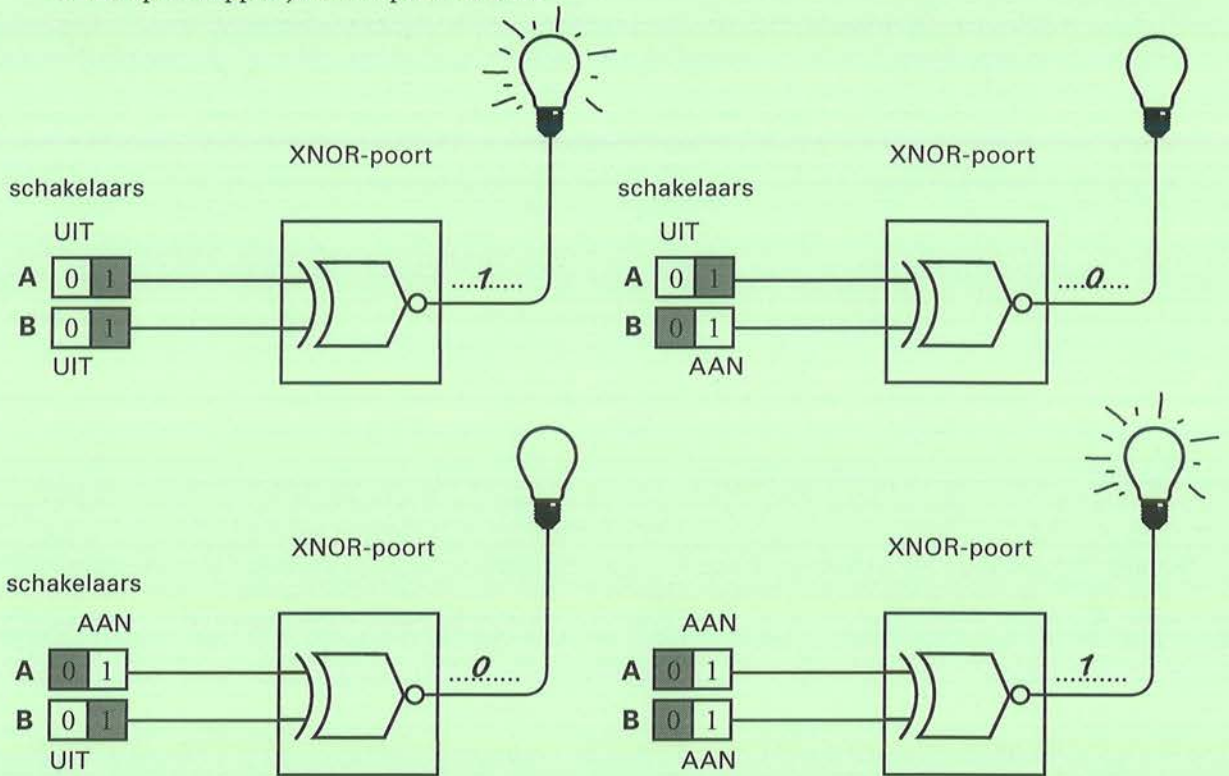 XNOR-poort XNOR-poort
schakelaars schakelaars
UIT UIT
A 0 1 ....1..... A 0 1 ....0.....
B 0 1 B 0 1
UIT AAN
XNOR-poort XNOR-poort
schakelaars
AAN AAN
A 0 1 ....0..... A 0 1 ....1.....
B 0 1 B 0 1
UIT AAN